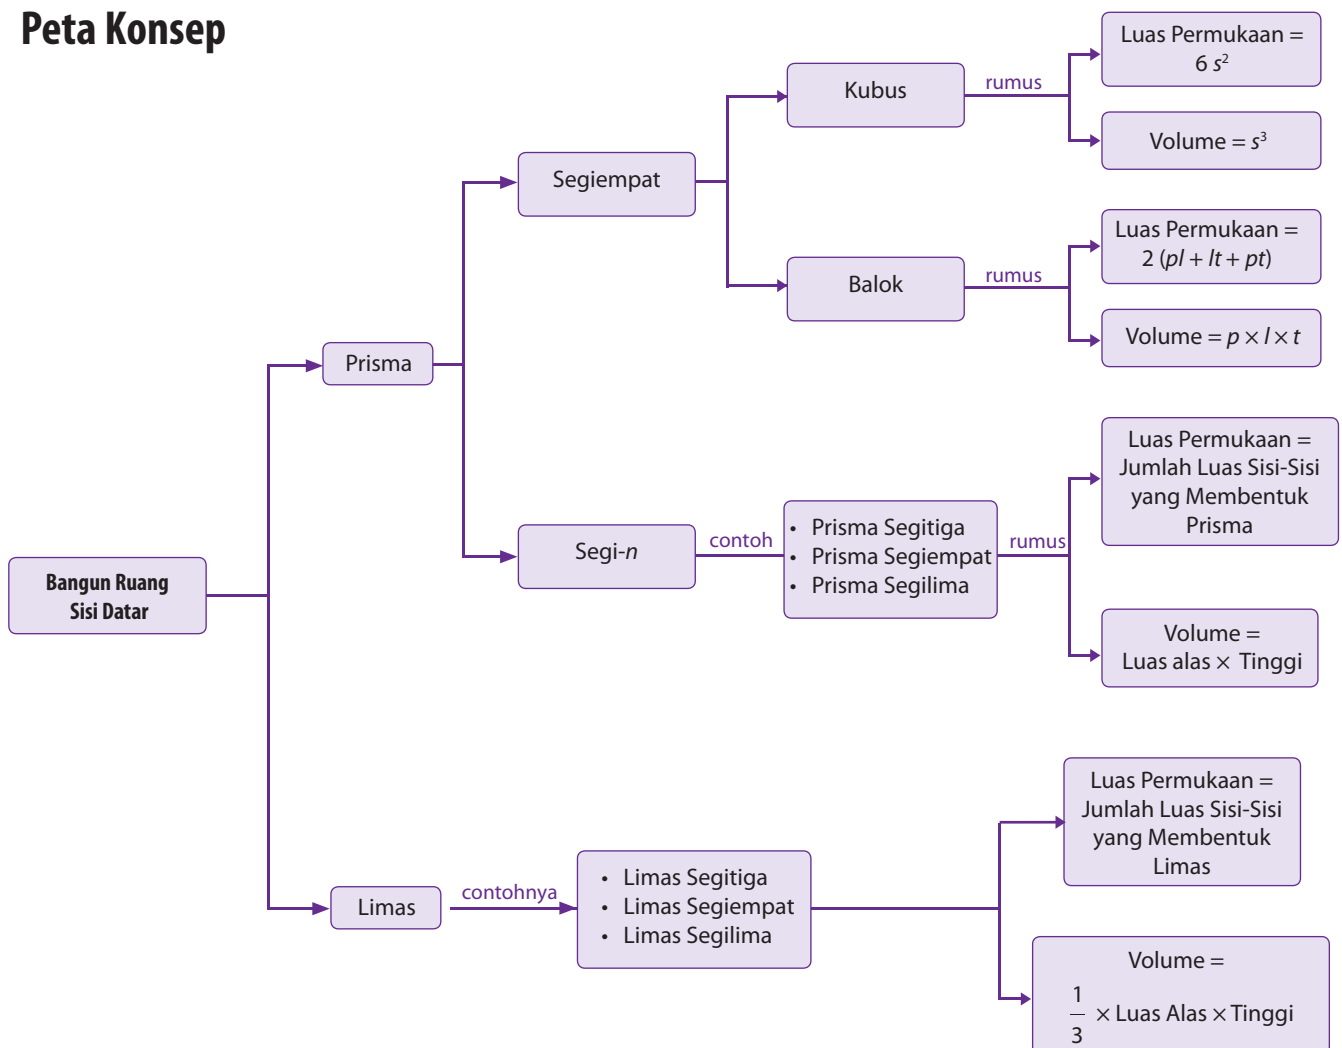 Peta Konsep
Bangun Ruang
Sisi Datar
Prisma
Segiempat
Kubus
rumus
Luas Permukaan =
6 s²
Volume = s³
Balok
rumus
Luas Permukaan =
2 (pl + lt + pt)
Volume = p × l × t
Segi-n
contoh
• Prisma Segitiga
• Prisma Segiempat
• Prisma Segilima
rumus
Luas Permukaan =
Jumlah Luas Sisi-Sisi
yang Membentuk
Prisma
Volume =
Luas alas × Tinggi
Limas
contohnya
• Limas Segitiga
• Limas Segiempat
• Limas Segilima
Luas Permukaan =
Jumlah Luas Sisi-Sisi
yang Membentuk
Limas
Volume =
1/3 × Luas Alas × Tinggi